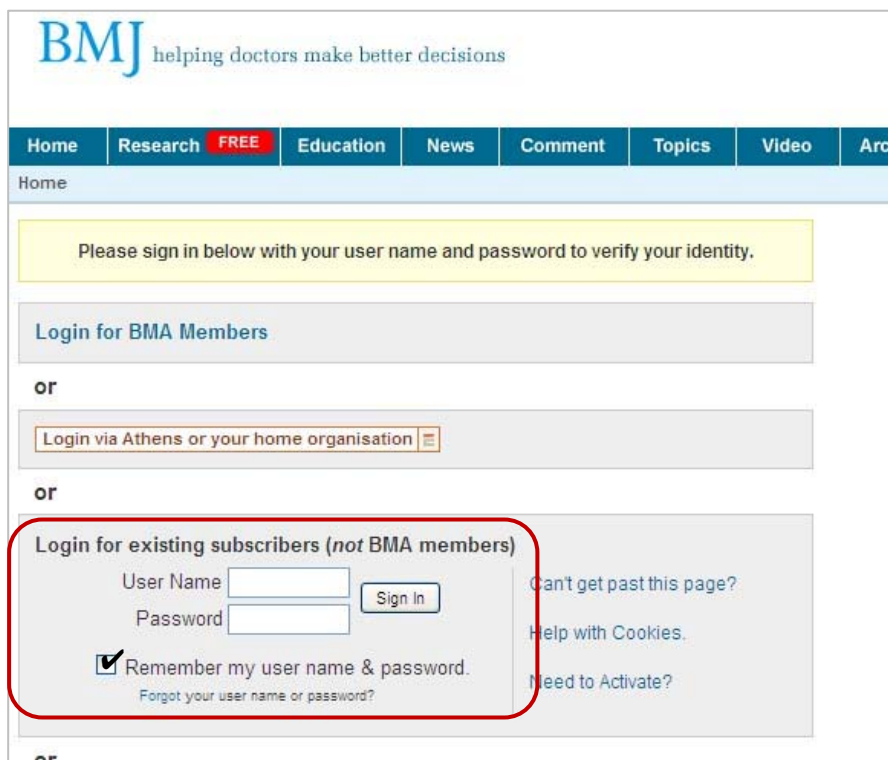 BMJ helping doctors make better decisions
Home Research FREE Education News Comment Topics Video
Home
Please sign in below with your user name and password to verify your identity.
Login for BMA Members
or
Login via Athens or your home organisation
or
Login for existing subscribers (not BMA members)
User Name
Sign In
Password
Remember my user name & password.
Forgot your user name or password?
Can't get past this page?
Help with Cookies.
Need to Activate?
or